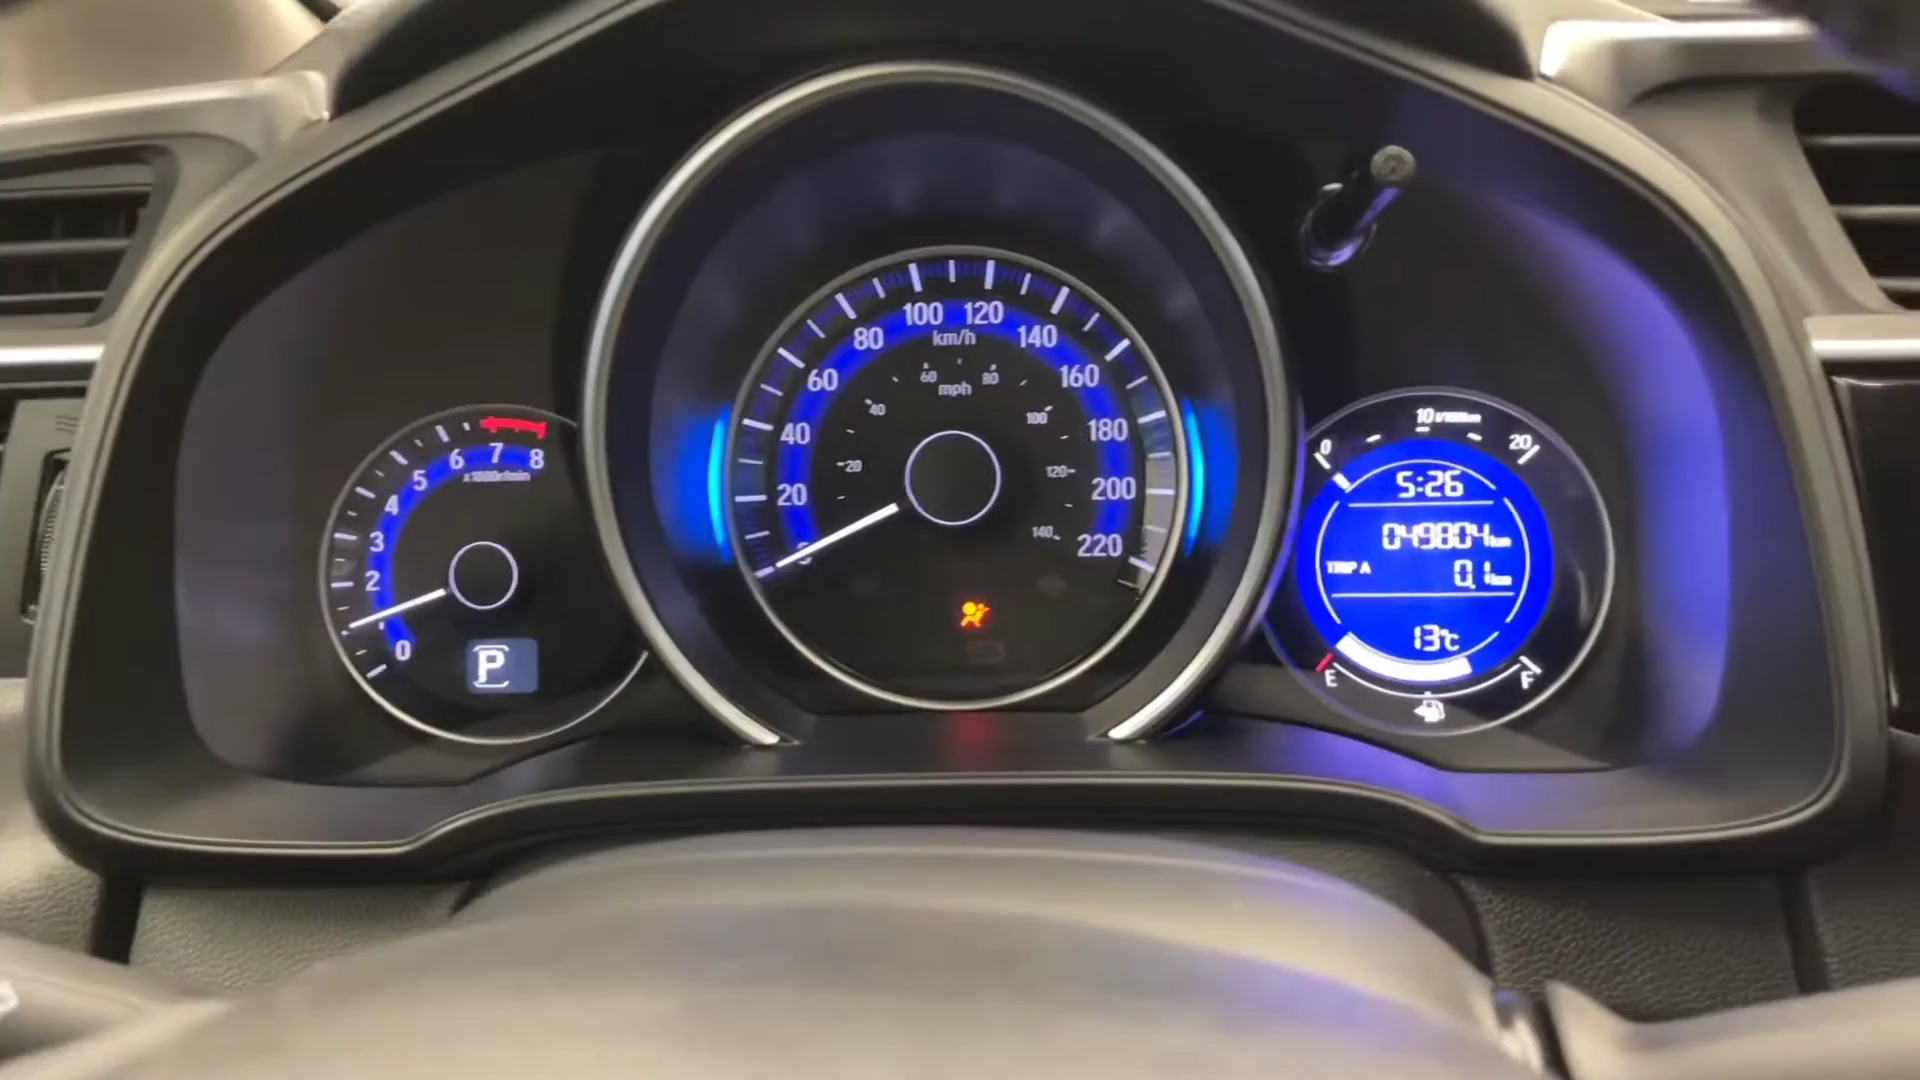 8
7
6
5
4
3
2
0
x1000r/min
P
100 120
80 km/h 140
60 160
60 mph 80
40 100
40 180
20 120
20 200
140
220
10
0 20
5:26
049804km
TRIP A 0.1km
13°C
E F